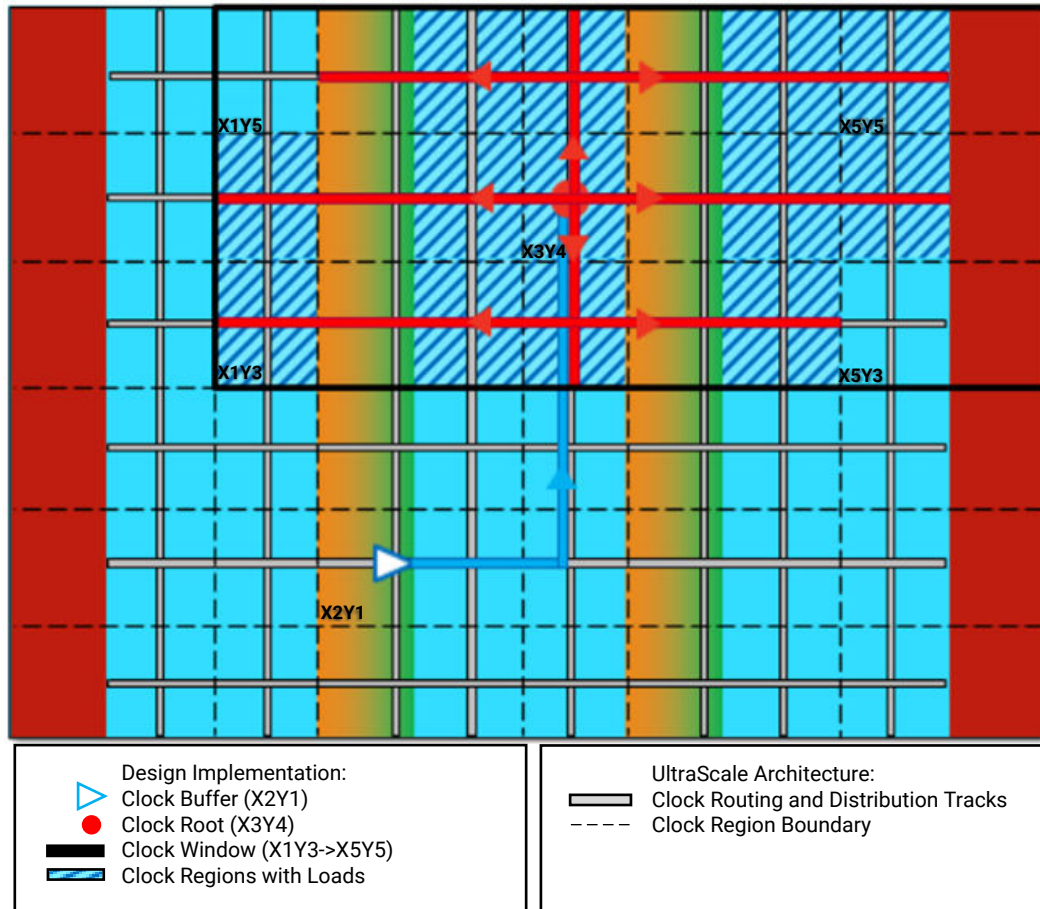 X1Y5
X5Y5
X3Y4
X1Y3
X5Y3
X2Y1
Design Implementation:
Clock Buffer (X2Y1)
Clock Root (X3Y4)
Clock Window (X1Y3->X5Y5)
Clock Regions with Loads
UltraScale Architecture:
Clock Routing and Distribution Tracks
Clock Region Boundary